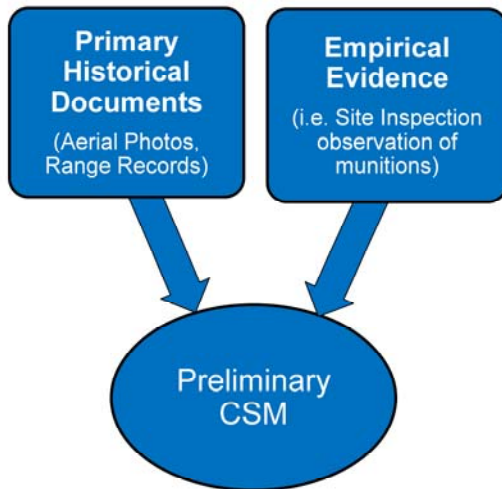 Primary
Historical
Documents
(Aerial Photos,
Range Records)
Empirical
Evidence
(i.e. Site Inspection
observation of
munitions)
Preliminary
CSM